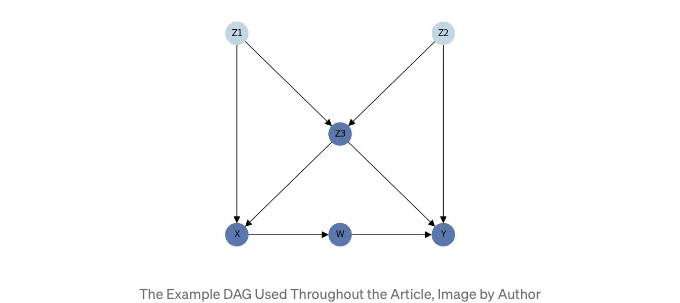 Z1 Z2
Z3
X W Y
The Example DAG Used Throughout the Article, Image by Author